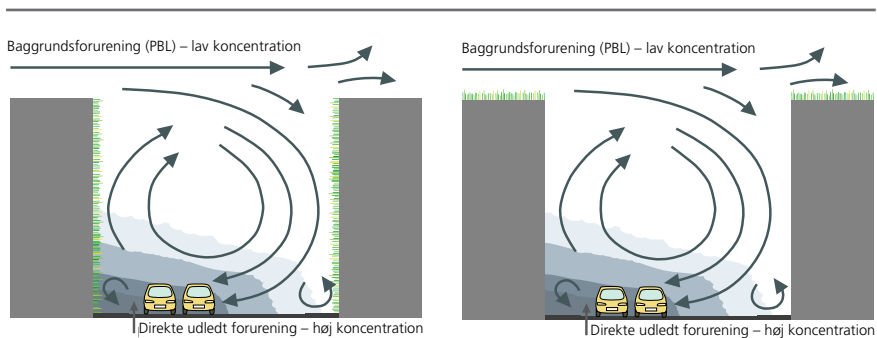 Baggrundsforurening (PBL) – lav koncentration
Direkte udledt forurening – høj koncentration
Baggrundsforurening (PBL) – lav koncentration
Direkte udledt forurening – høj koncentration